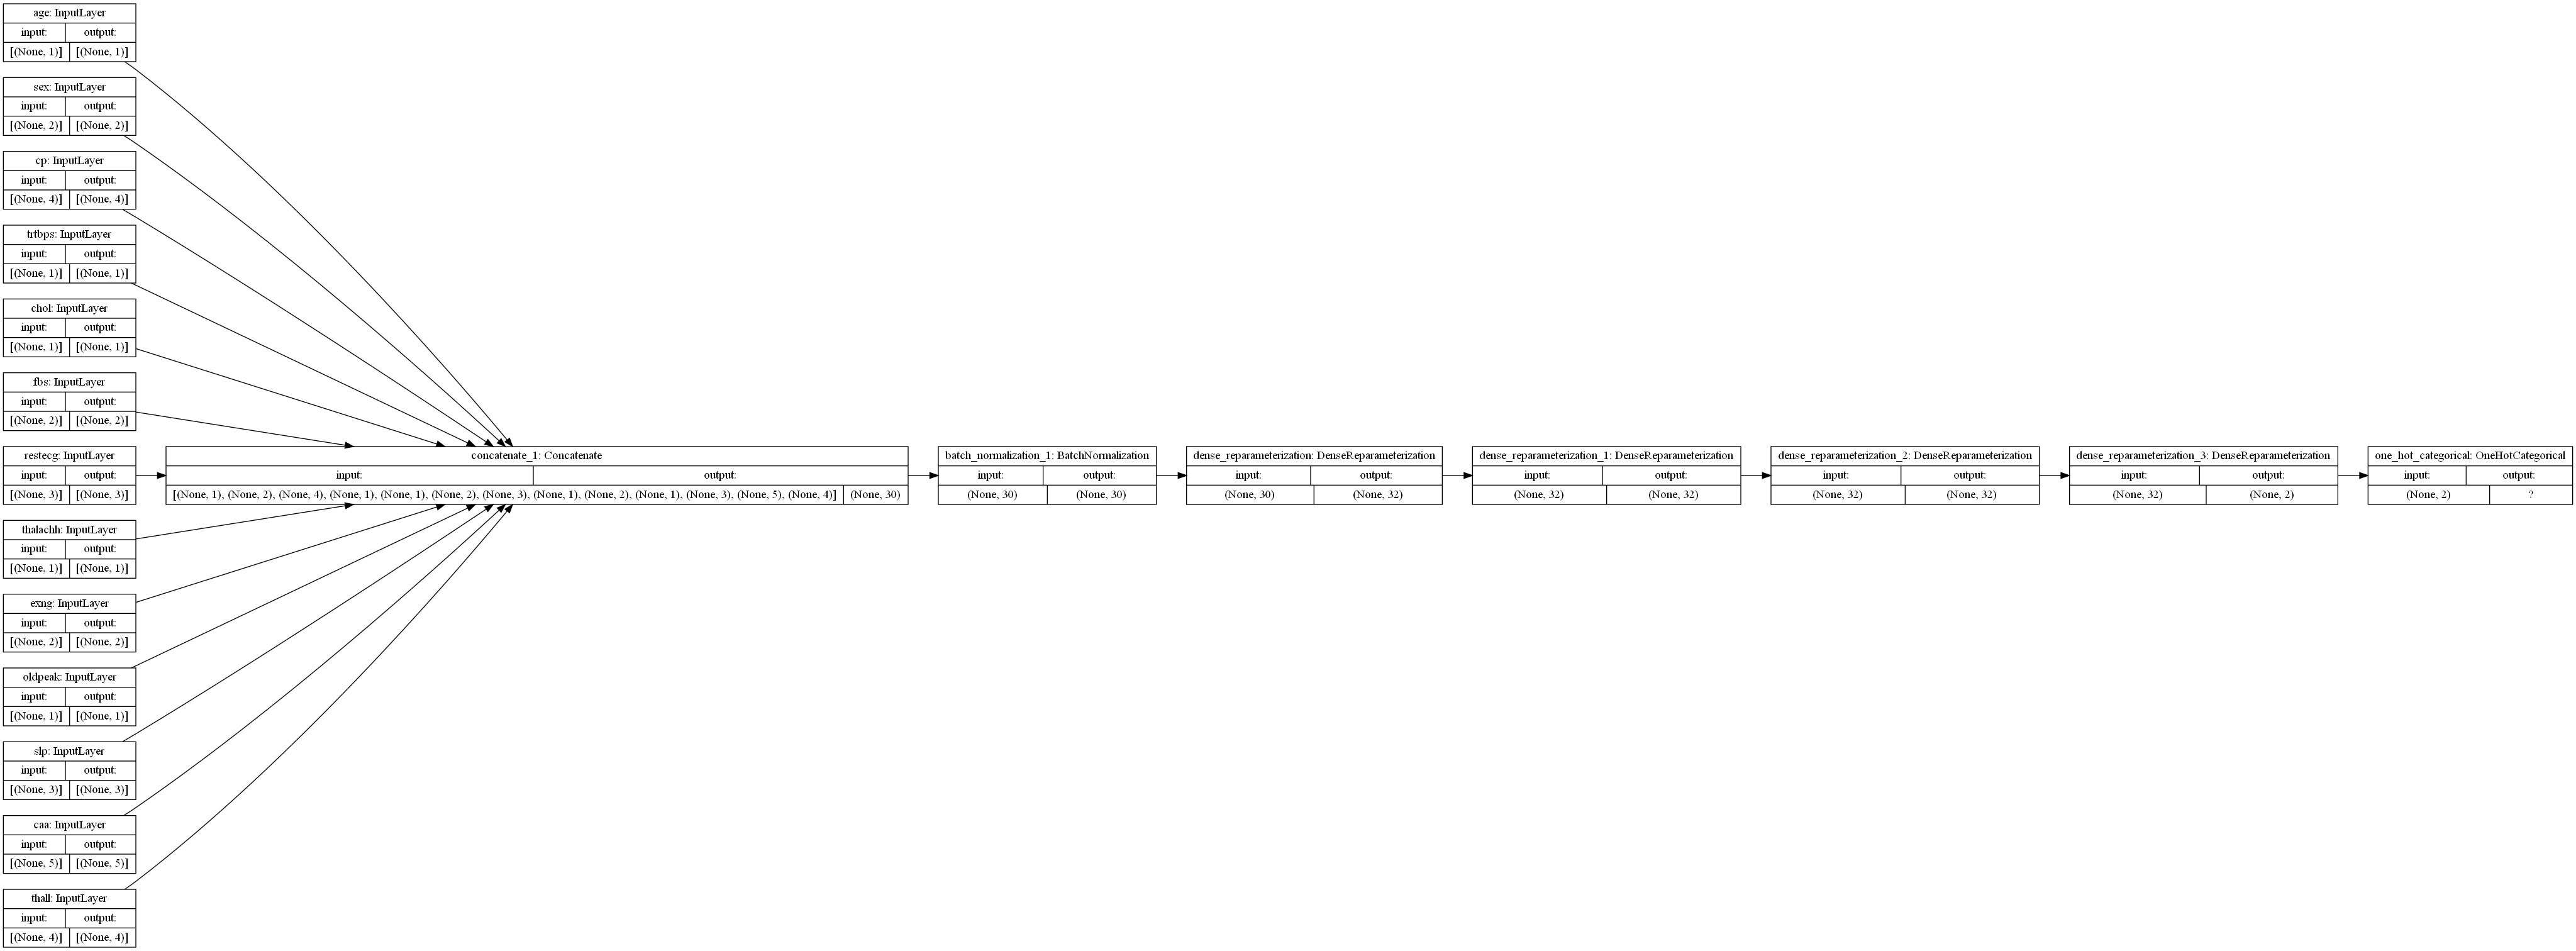 age: InputLayer
input: output:
[(None, 1)] [(None, 1)]
sex: InputLayer
input: output:
[(None, 2)] [(None, 2)]
cp: InputLayer
input: output:
[(None, 4)] [(None, 4)]
trtbps: InputLayer
input: output:
[(None, 1)] [(None, 1)]
chol: InputLayer
input: output:
[(None, 1)] [(None, 1)]
fbs: InputLayer
input: output:
[(None, 2)] [(None, 2)]
restecg: InputLayer
input: output:
[(None, 3)] [(None, 3)]
thalachh: InputLayer
input: output:
[(None, 1)] [(None, 1)]
exng: InputLayer
input: output:
[(None, 2)] [(None, 2)]
oldpeak: InputLayer
input: output:
[(None, 1)] [(None, 1)]
slp: InputLayer
input: output:
[(None, 3)] [(None, 3)]
caa: InputLayer
input: output:
[(None, 5)] [(None, 5)]
thall: InputLayer
input: output:
[(None, 4)] [(None, 4)]
concatenate_1: Concatenate
input: output:
[(None, 1), (None, 2), (None, 4), (None, 1), (None, 1), (None, 2), (None, 3), (None, 1), (None, 2), (None, 1), (None, 3), (None, 5), (None, 4)] (None, 30)
batch_normalization_1: BatchNormalization
input: output:
(None, 30) (None, 30)
dense_reparameterization: DenseReparameterization
input: output:
(None, 30) (None, 32)
dense_reparameterization_1: DenseReparameterization
input: output:
(None, 32) (None, 32)
dense_reparameterization_2: DenseReparameterization
input: output:
(None, 32) (None, 32)
dense_reparameterization_3: DenseReparameterization
input: output:
(None, 32) (None, 2)
one_hot_categorical: OneHotCategorical
input: output:
(None, 2) ?